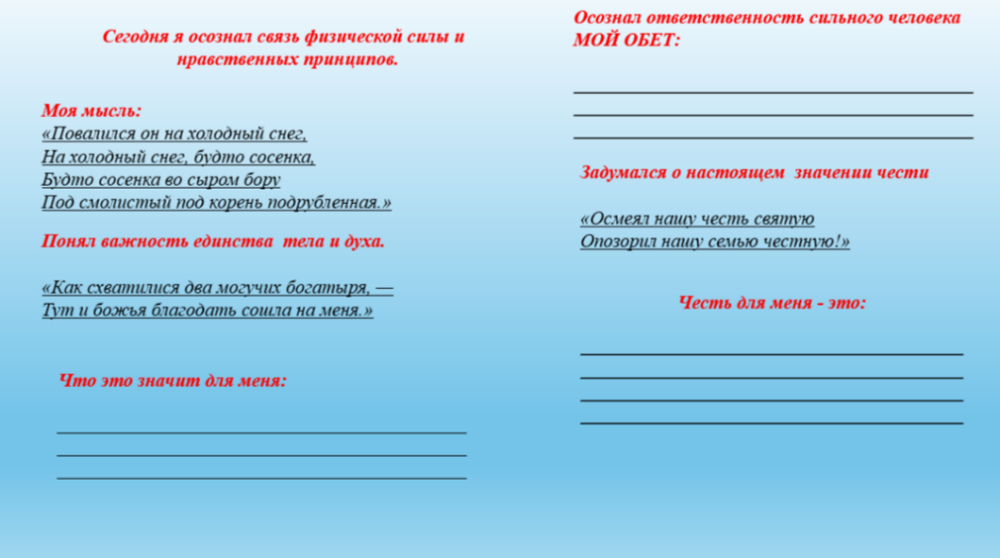 Сегодня я осознал связь физической силы и
нравственных принципов.
Моя мысль:
«Повалился он на холодный снег,
На холодный снег, будто сосенка,
Будто сосенка во сыром бору
Под смолистый под корень подрубленная.»
Понял важность единства тела и духа.
«Как схватилися два могучих богатыря, —
Тут и божья благодать сошла на меня.»
Что это значит для меня:
Осознал ответственность сильного человека
МОЙ ОБЕТ:
Задумался о настоящем значении чести
«Осмеял нашу честь святую
Опозорил нашу семью честную!»
Честь для меня - это: